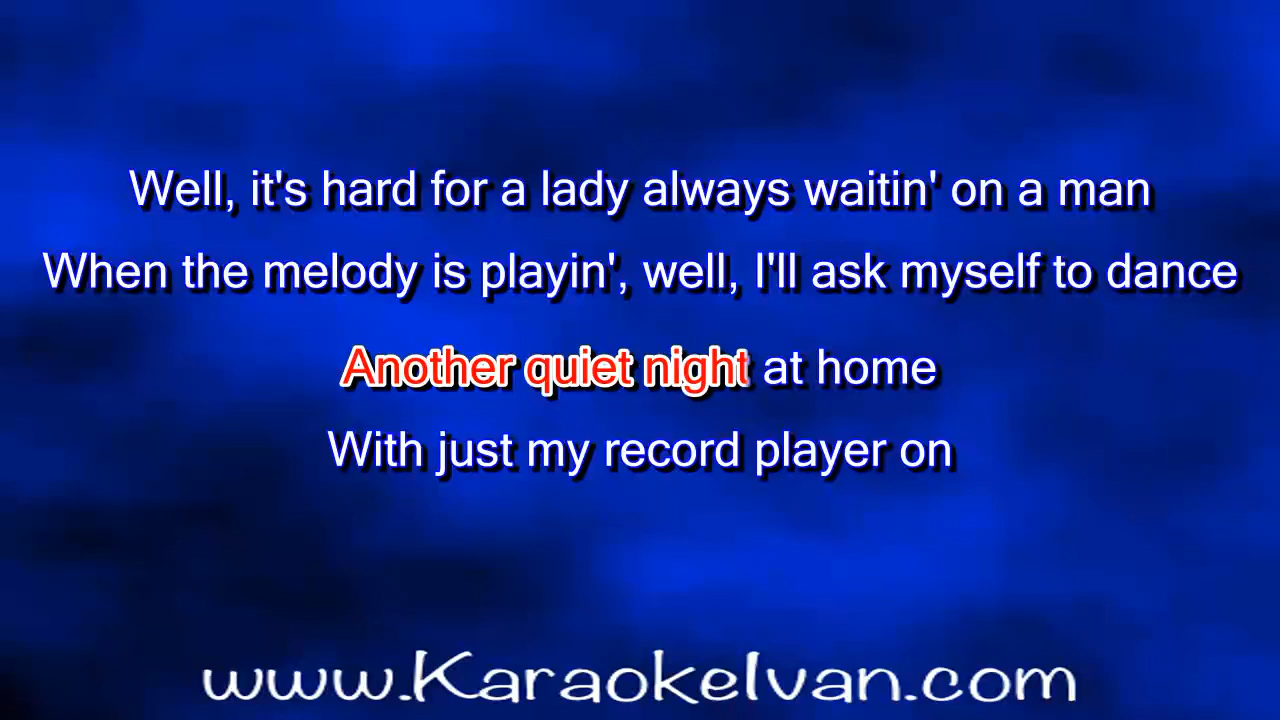 Well, it's hard for a lady always waitin' on a man
When the melody is playin', well, I'll ask myself to dance
Another quiet night at home
With just my record player on
www.KaraokeIvan.com